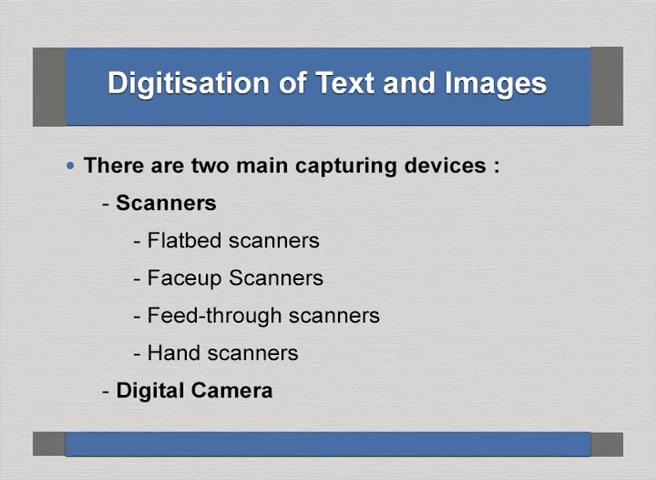 Digitisation of Text and Images
• There are two main capturing devices :
- Scanners
- Flatbed scanners
- Faceup Scanners
- Feed-through scanners
- Hand scanners
- Digital Camera